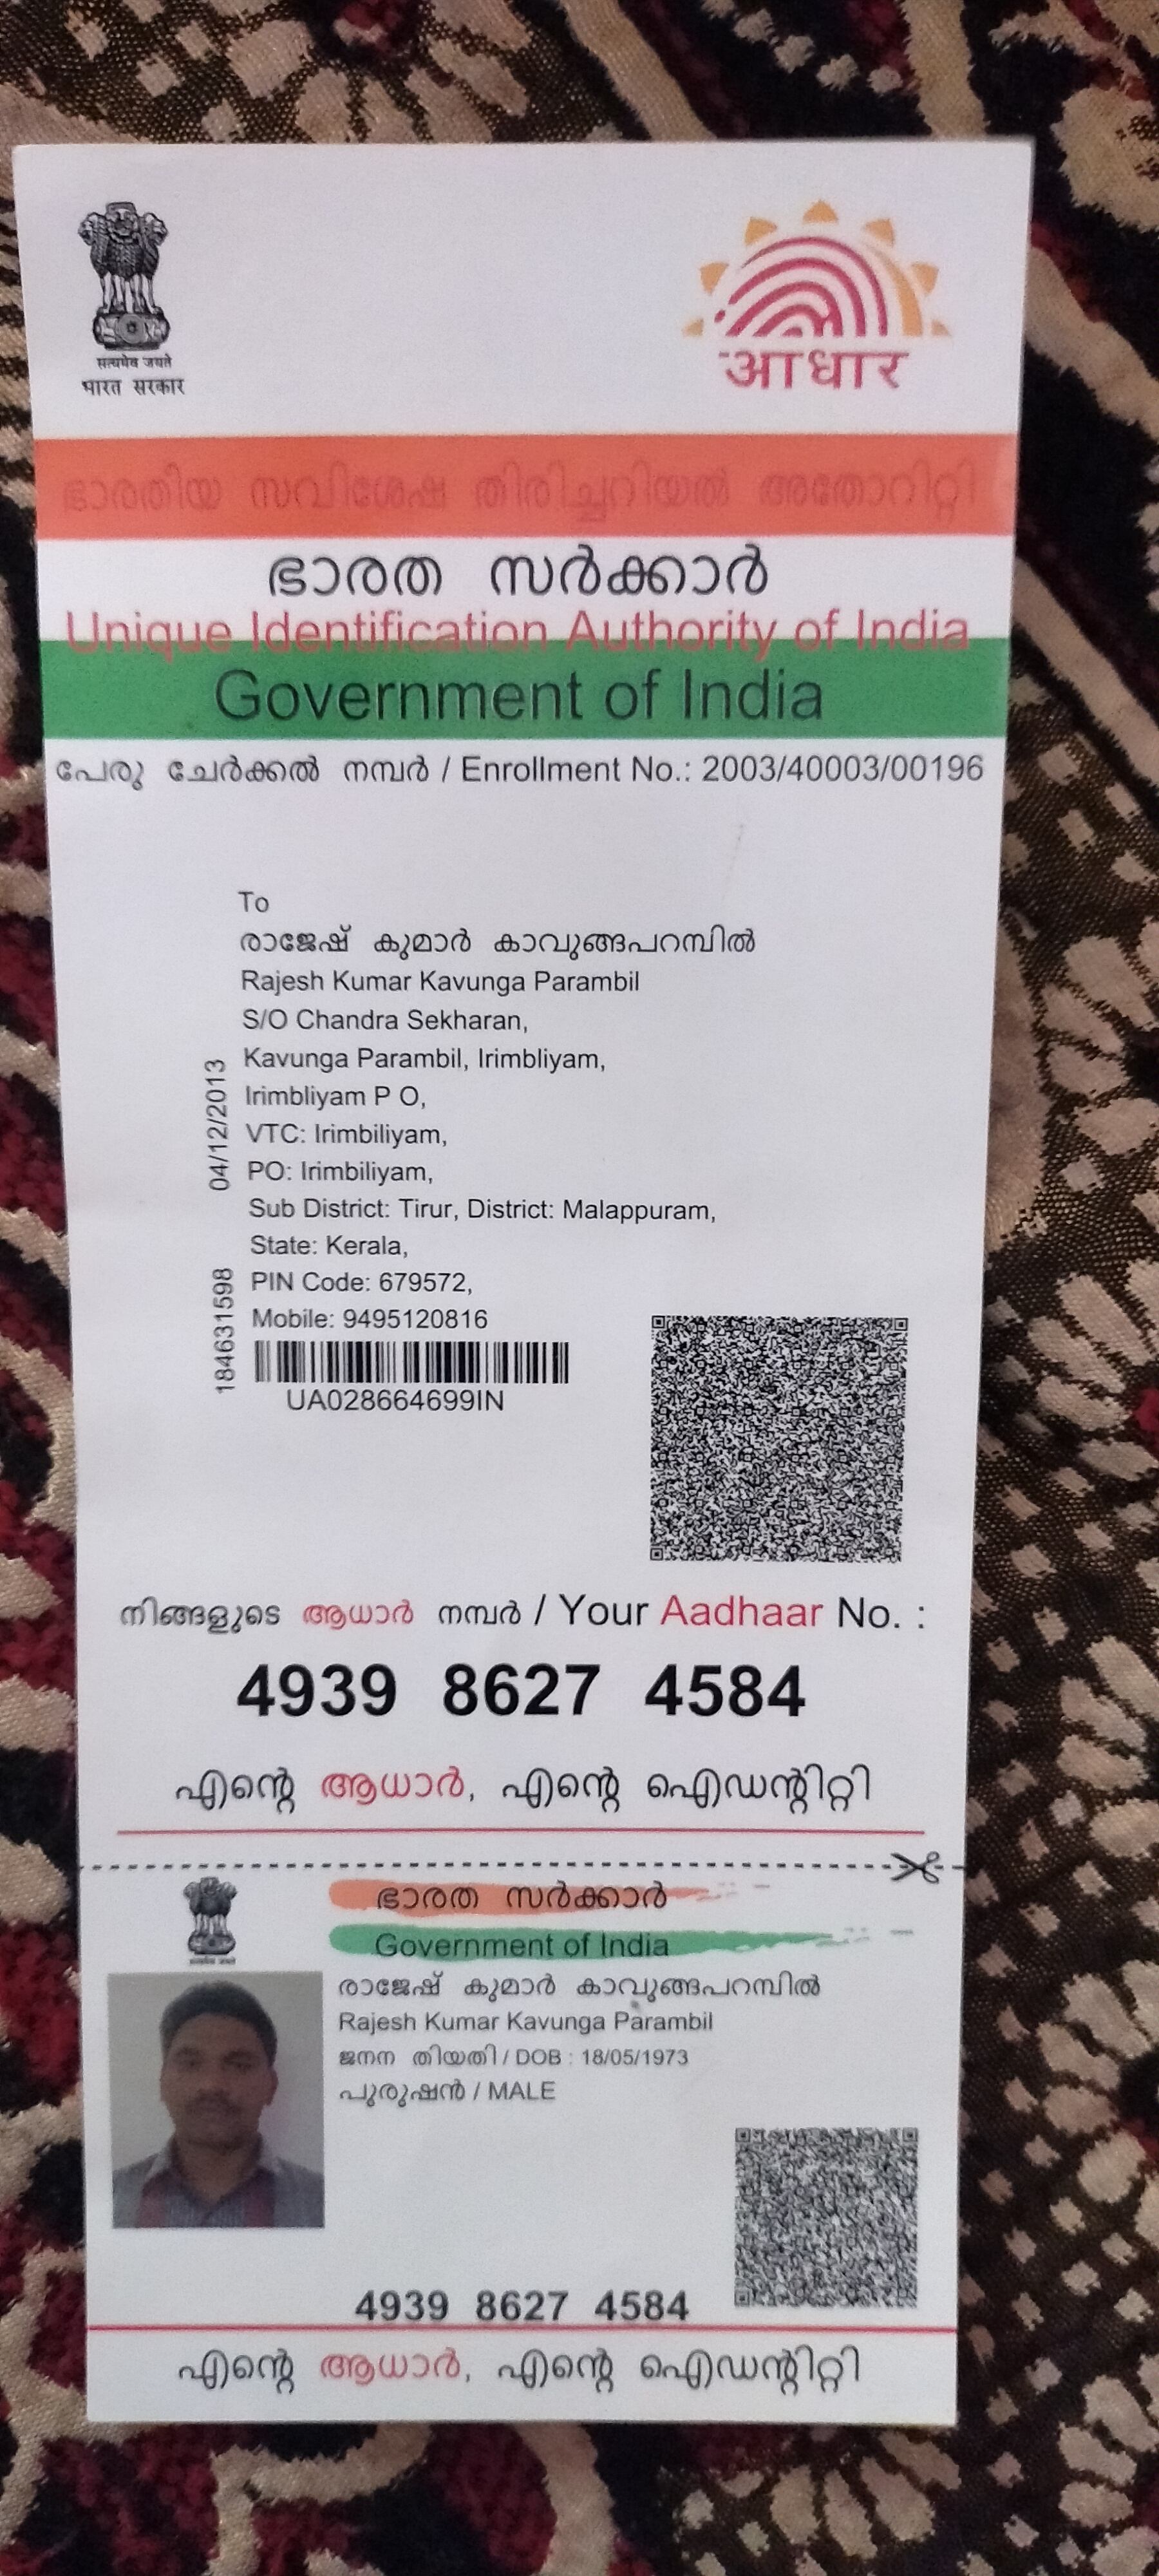 सत्यमेव जयते
भारत सरकार
आधार
ഭാരതീയ സവിശേഷ തിരിച്ചറിയൽ അതോറിറ്റി
ഭാരത സർക്കാർ
Unique Identification Authority of India
Government of India
പേരു ചേർക്കൽ നമ്പർ / Enrollment No.: 2003/40003/00196
To
രാജേഷ് കുമാർ കാവുങ്ങപറമ്പിൽ
Rajesh Kumar Kavunga Parambil
S/O Chandra Sekharan,
Kavunga Parambil, Irimbliyam,
Irimbliyam P O,
VTC: Irimbiliyam,
PO: Irimbiliyam,
Sub District: Tirur, District: Malappuram,
State: Kerala,
PIN Code: 679572,
Mobile: 9495120816
04/12/2013
184631598
UA028664699IN
നിങ്ങളുടെ ആധാർ നമ്പർ / Your Aadhaar No. :
4939 8627 4584
എന്റെ ആധാർ, എന്റെ ഐഡന്റിറ്റി
ഭാരത സർക്കാർ
Government of India
രാജേഷ് കുമാർ കാവുങ്ങപറമ്പിൽ
Rajesh Kumar Kavunga Parambil
ജനന തിയതി / DOB : 18/05/1973
പുരുഷൻ / MALE
4939 8627 4584
എന്റെ ആധാർ, എന്റെ ഐഡന്റിറ്റി